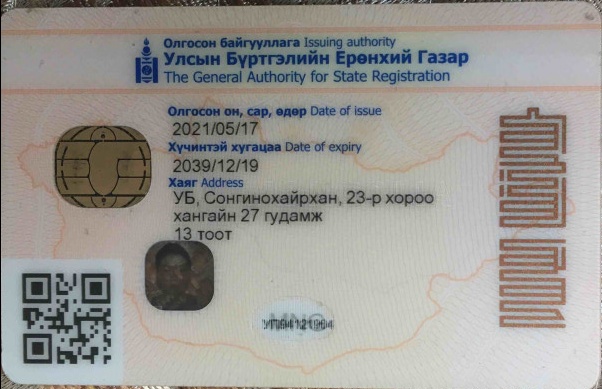 Олгосон байгууллага Issuing authority
Улсын Бүртгэлийн Ерөнхий Газар
The General Authority for State Registration
Олгосон он, сар, өдөр Date of issue
2021/05/17
Хүчинтэй хугацаа Date of expiry
2039/12/19
Хаяг Address
УБ, Сонгинохайрхан, 23-р хороо
хангайн 27 гудамж
13 тоот